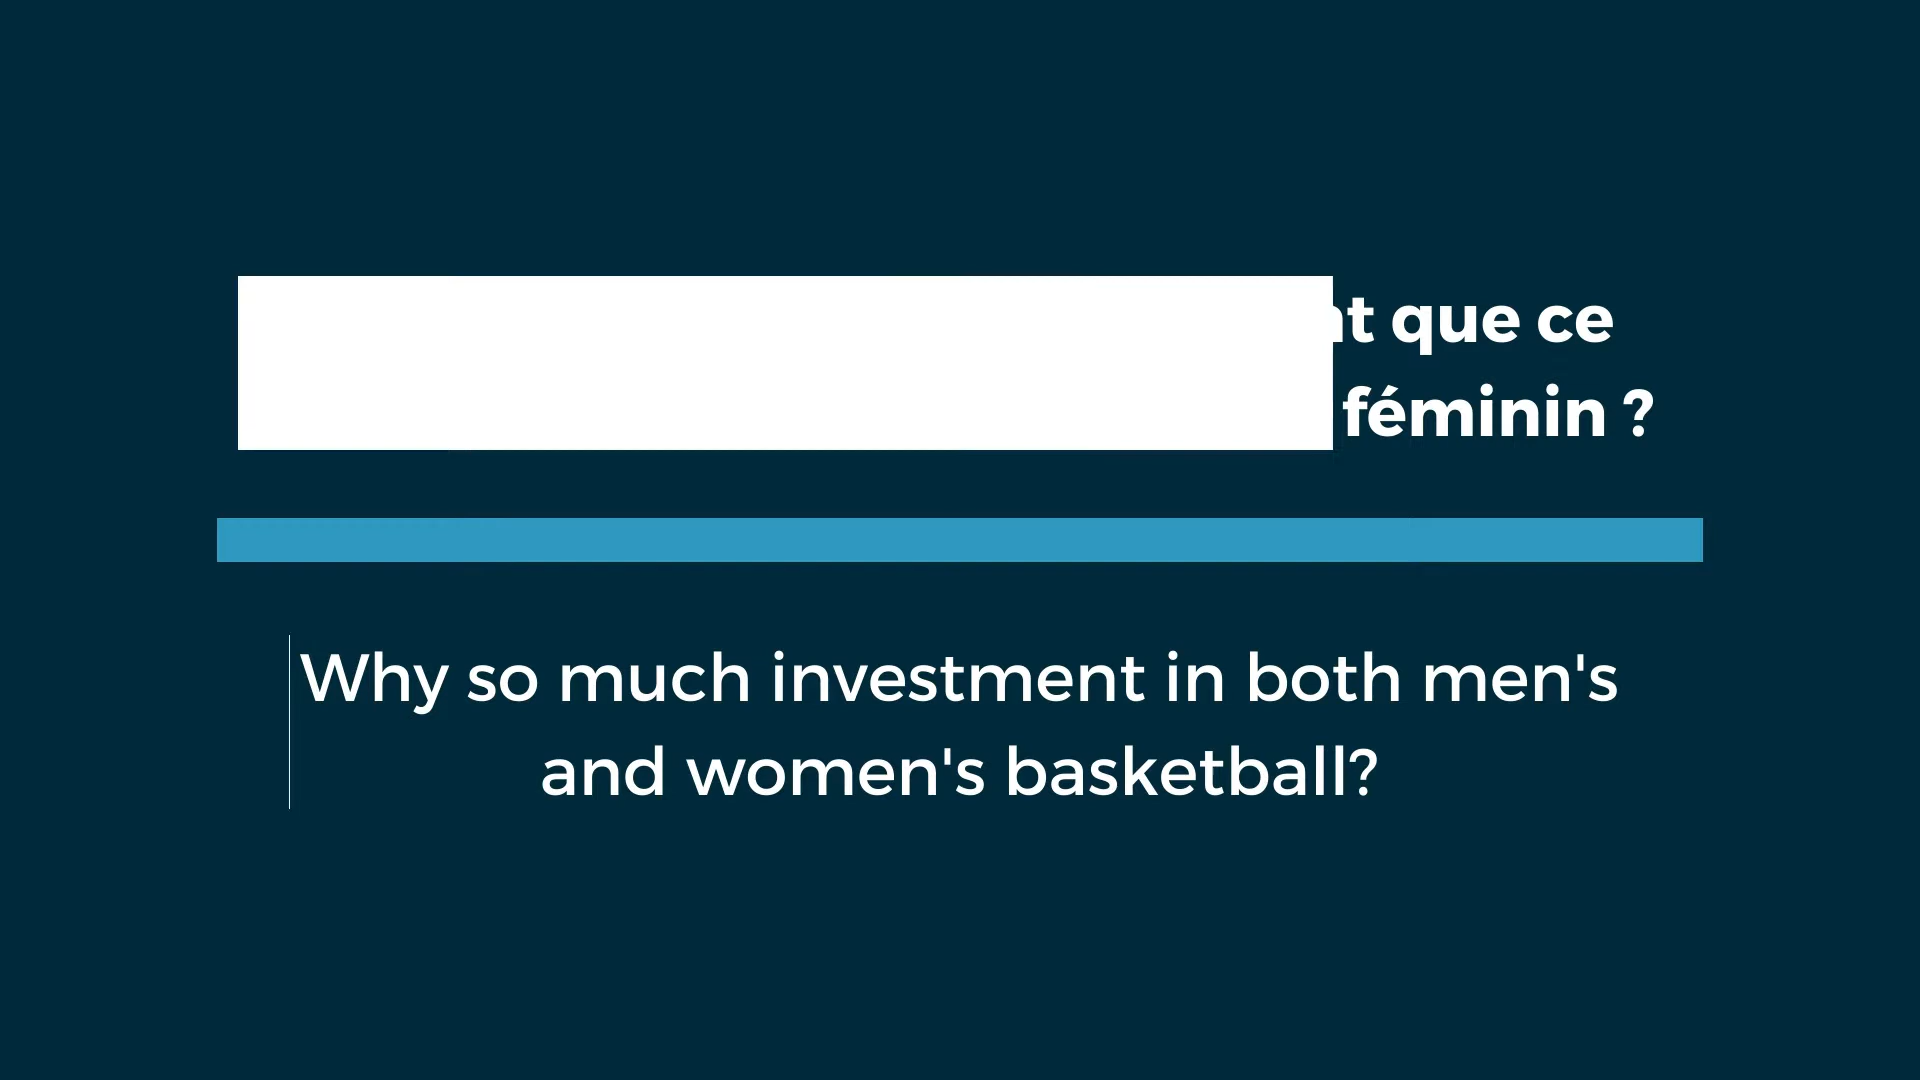 que ce
féminin ?
Why so much investment in both men's
and women's basketball?